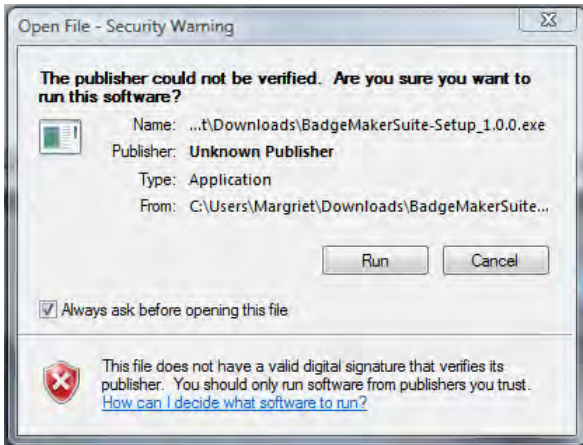 Open File - Security Warning
The publisher could not be verified.  Are you sure you want to
run this software?
Name: ...t\Downloads\BadgeMakerSuite-Setup_1.0.0.exe
Publisher: Unknown Publisher
Type: Application
From: C:\Users\Margriet\Downloads\BadgeMakerSuite...
Run Cancel
Always ask before opening this file
This file does not have a valid digital signature that verifies its
publisher.  You should only run software from publishers you trust.
How can I decide what software to run?